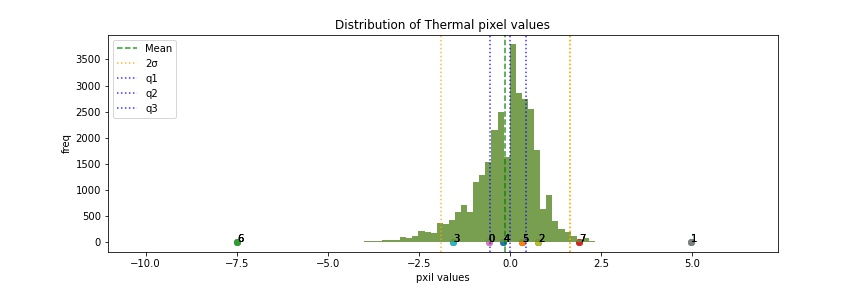 Distribution of Thermal pixel values
Mean
2σ
q1
q2
q3
freq
3500
3000
2500
2000
1500
1000
500
0
6 3 0 4 5 2 7 1
−10.0 −7.5 −5.0 −2.5 0.0 2.5 5.0
pxil values